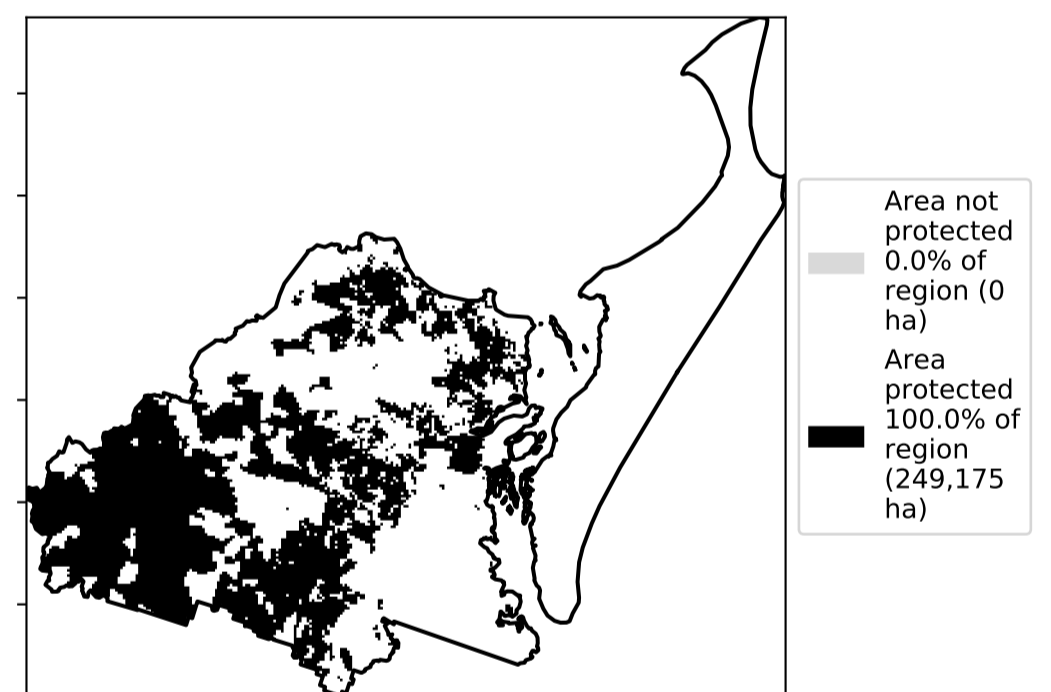 Area not
protected
0.0% of
region (0
ha)
Area
protected
100.0% of
region
(249,175
ha)